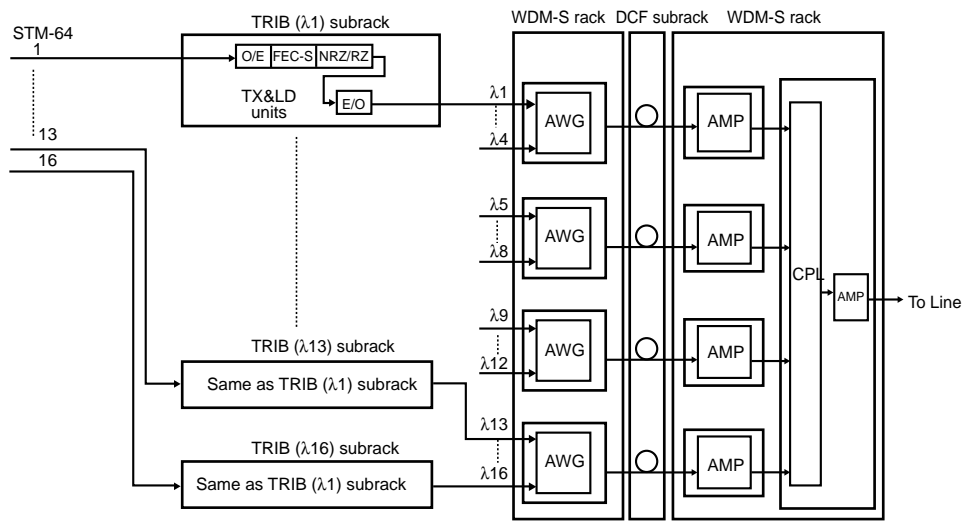 STM-64
1
13
16
TRIB (λ1) subrack
O/E FEC-S NRZ/RZ
TX&LD
units
E/O
TRIB (λ13) subrack
Same as TRIB (λ1) subrack
TRIB (λ16) subrack
Same as TRIB (λ1) subrack
WDM-S rack
DCF subrack
WDM-S rack
λ1
λ4
AWG
AMP
λ5
λ8
AWG
AMP
λ9
λ12
AWG
AMP
λ13
λ16
AWG
AMP
CPL
AMP
To Line